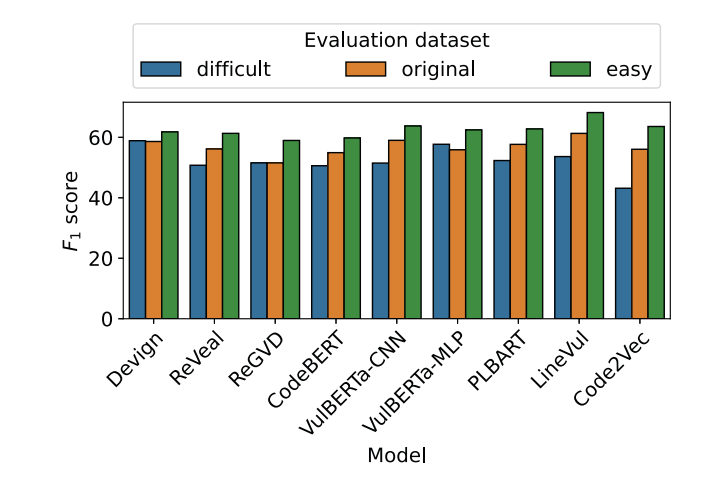 Evaluation dataset
difficult original easy
F₁ score
60
40
20
0
Devign
ReVeal
ReGVD
CodeBERT
VulBERTa-CNN
VulBERTa-MLP
PLBART
LineVul
Code2Vec
Model